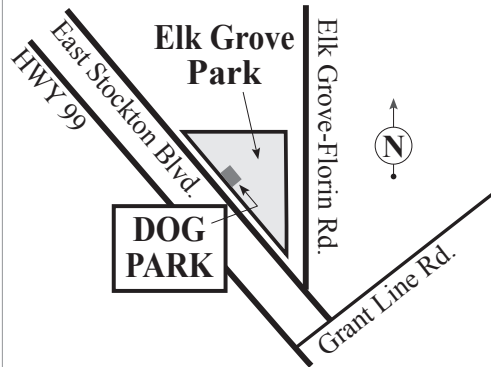 Elk Grove
Park
East Stockton Blvd.
HWY 99
Elk Grove-Florin Rd.
N
DOG
PARK
Grant Line Rd.